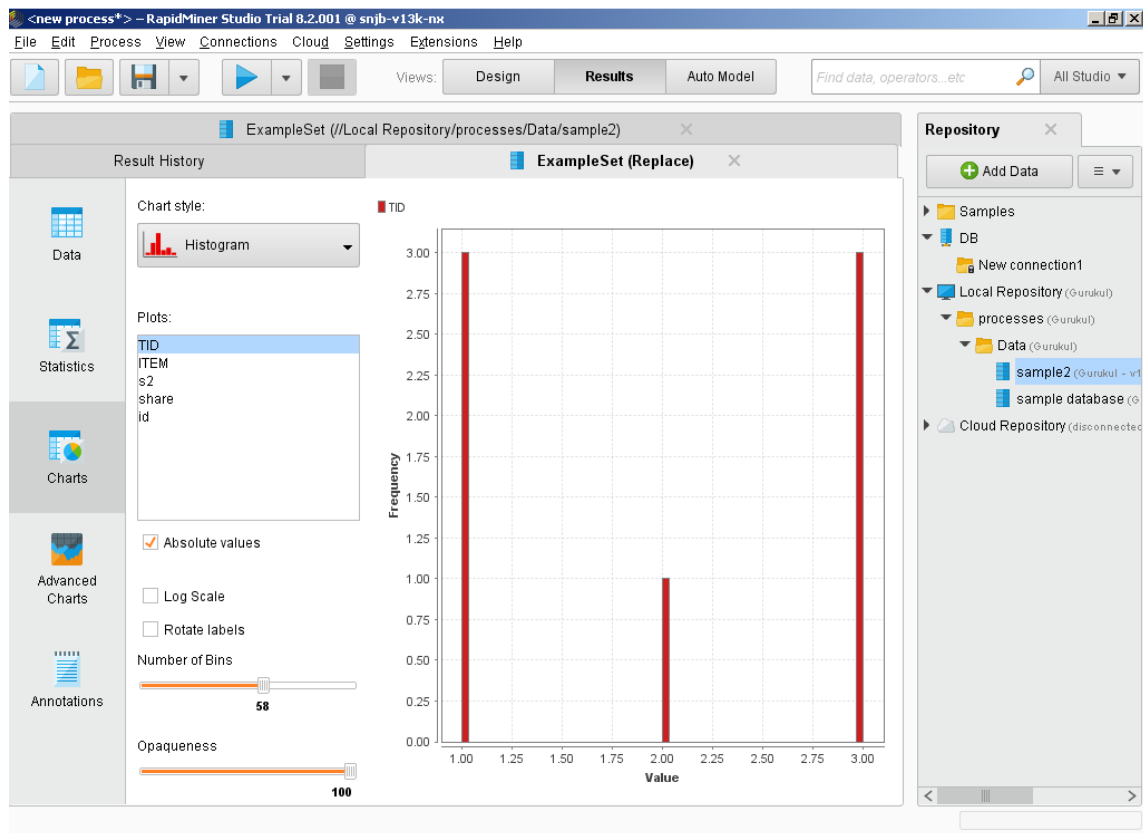 <new process*> – RapidMiner Studio Trial 8.2.001 @ snjb-v13k-nx
File Edit Process View Connections Cloud Settings Extensions Help
Views: Design Results Auto Model
Find data, operators...etc
All Studio
ExampleSet (//Local Repository/processes/Data/sample2)
Result History
ExampleSet (Replace)
Data
Statistics
Charts
Advanced
Charts
Annotations
Chart style:
Histogram
Plots:
TID
ITEM
s2
share
id
Absolute values
Log Scale
Rotate labels
Number of Bins
58
Opaqueness
100
TID
Frequency
3.00
2.75
2.50
2.25
2.00
1.75
1.50
1.25
1.00
0.75
0.50
0.25
0.00
1.00 1.25 1.50 1.75 2.00 2.25 2.50 2.75 3.00
Value
Repository
Add Data
Samples
DB
New connection1
Local Repository (Gurukul)
processes (Gurukul)
Data (Gurukul)
sample2 (Gurukul - v1
sample database (G
Cloud Repository (disconnected